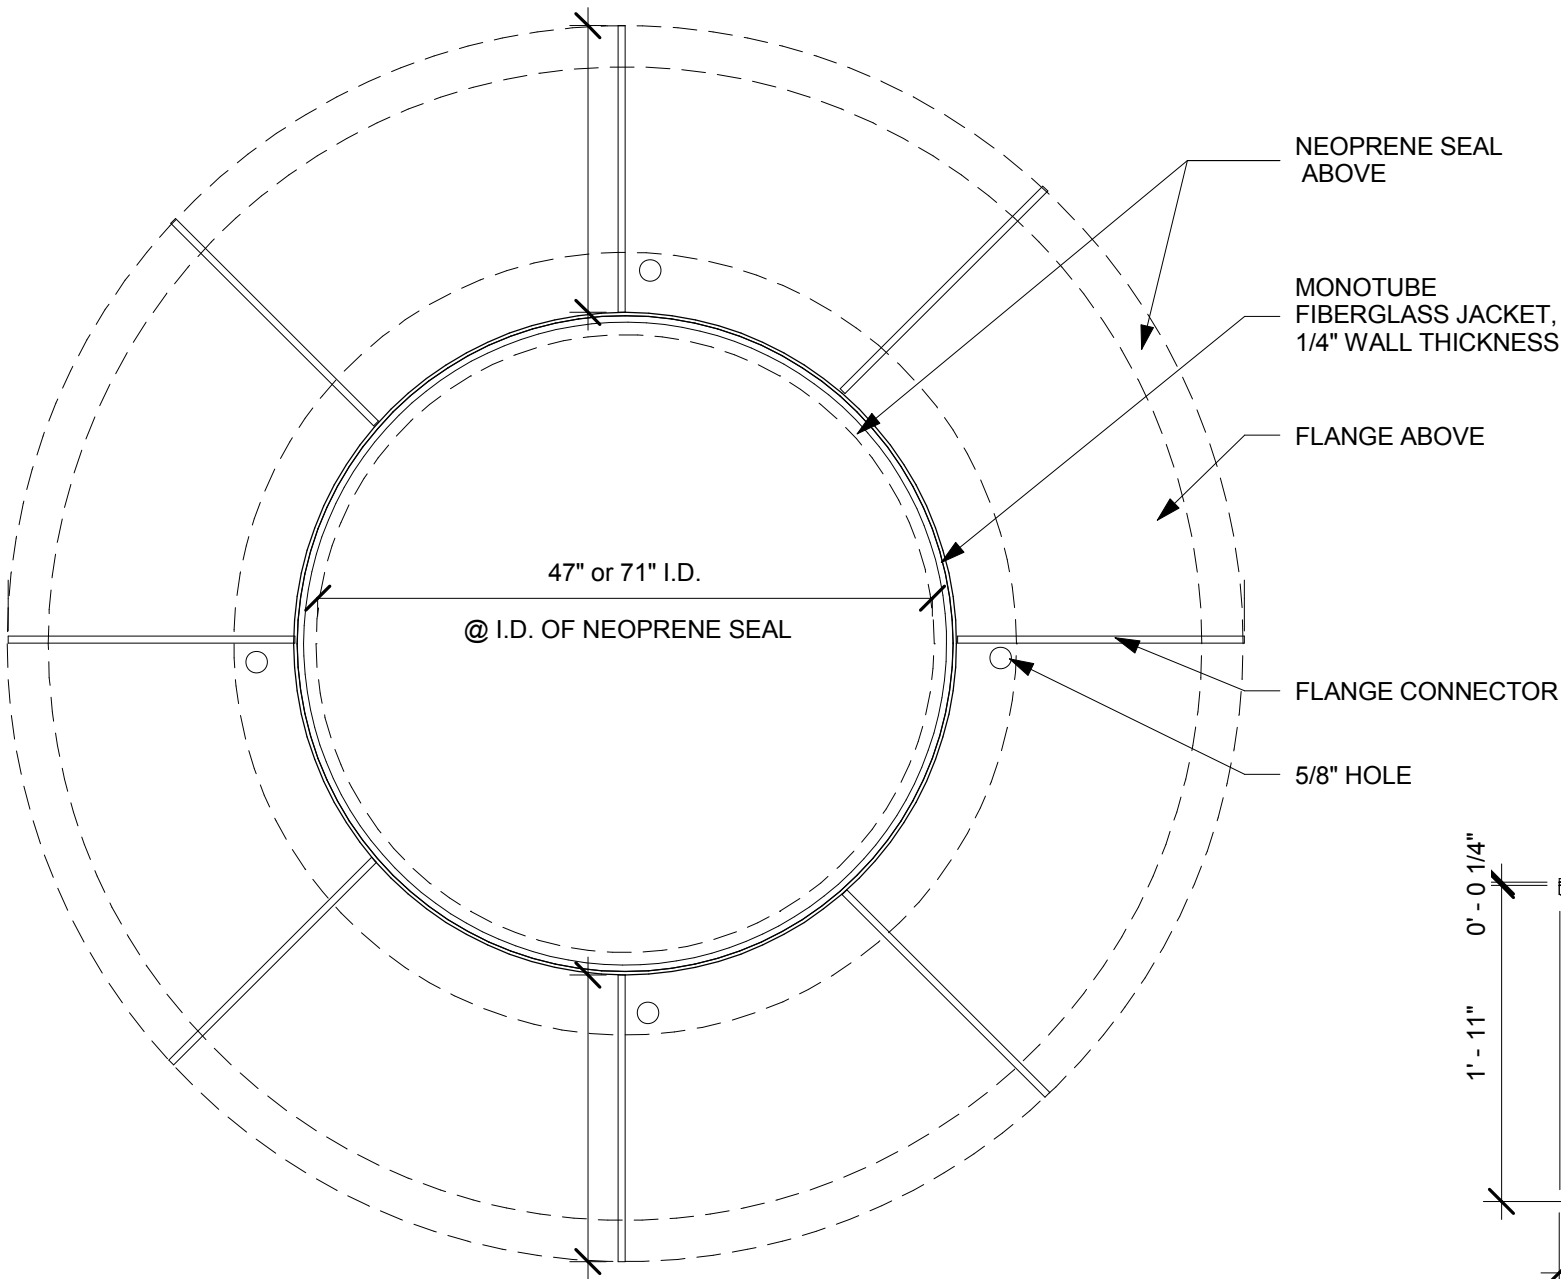 NEOPRENE SEAL
ABOVE
MONOTUBE
FIBERGLASS JACKET,
1/4" WALL THICKNESS
FLANGE ABOVE
47" or 71" I.D.
@ I.D. OF NEOPRENE SEAL
FLANGE CONNECTOR
5/8" HOLE
0' - 0 1/4"
1' - 11"